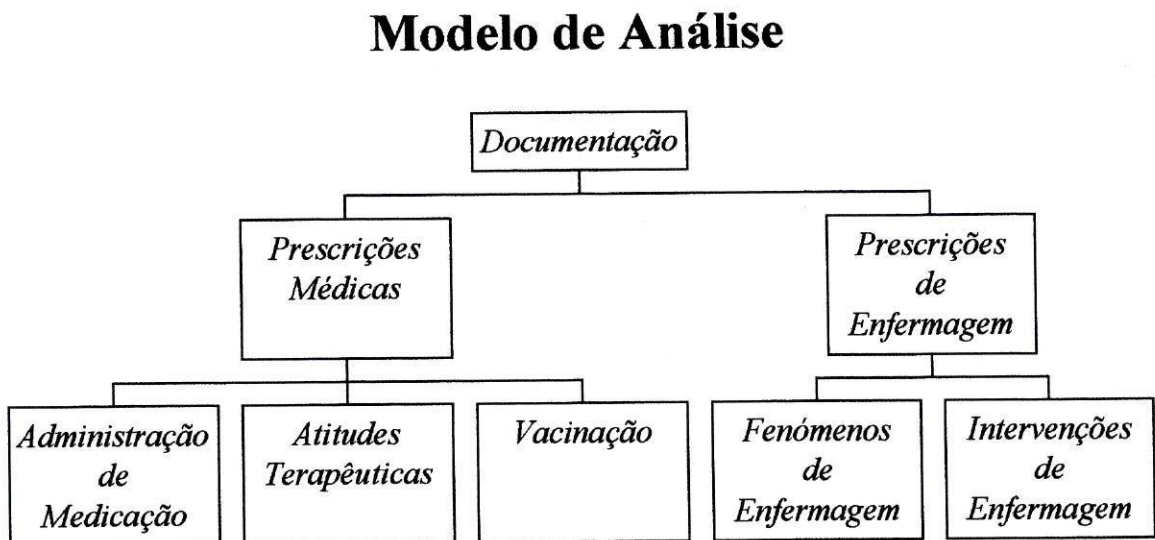 Modelo de Análise
Documentação
Prescrições
Médicas
Prescrições
de
Enfermagem
Administração
de
Medicação
Atitudes
Terapêuticas
Vacinação
Fenómenos
de
Enfermagem
Intervenções
de
Enfermagem